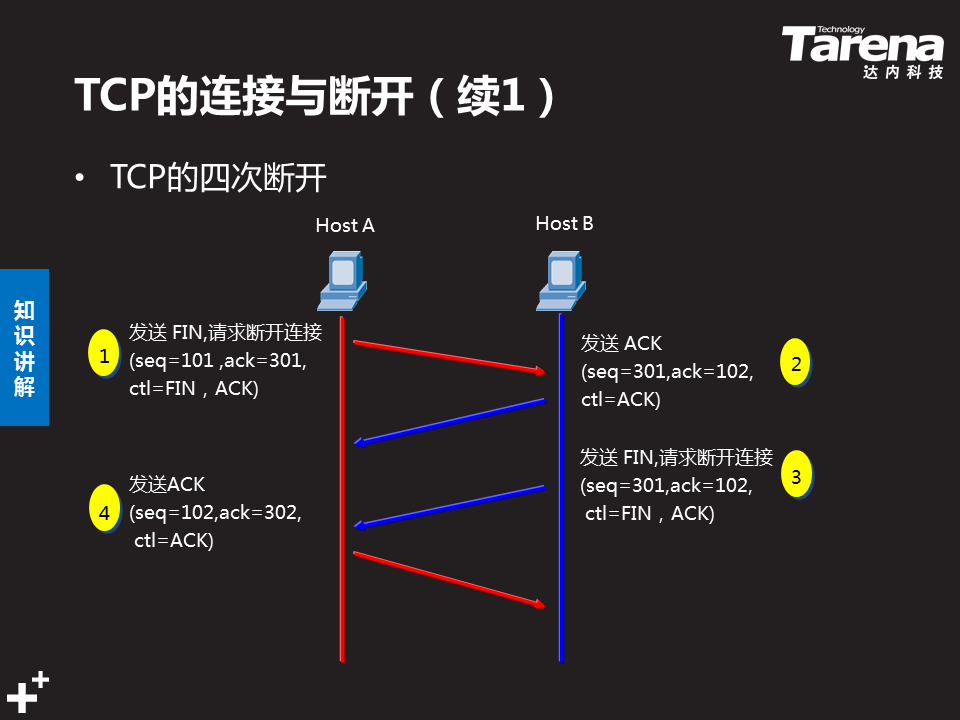 Technology
Tarena
达内科技
TCP的连接与断开（续1）
• TCP的四次断开
Host A
Host B
知
识
讲
解
1
发送 FIN,请求断开连接
(seq=101 ,ack=301,
ctl=FIN，ACK)
发送 ACK
(seq=301,ack=102,
ctl=ACK)
2
发送 FIN,请求断开连接
(seq=301,ack=102,
ctl=FIN，ACK)
3
4
发送ACK
(seq=102,ack=302,
ctl=ACK)